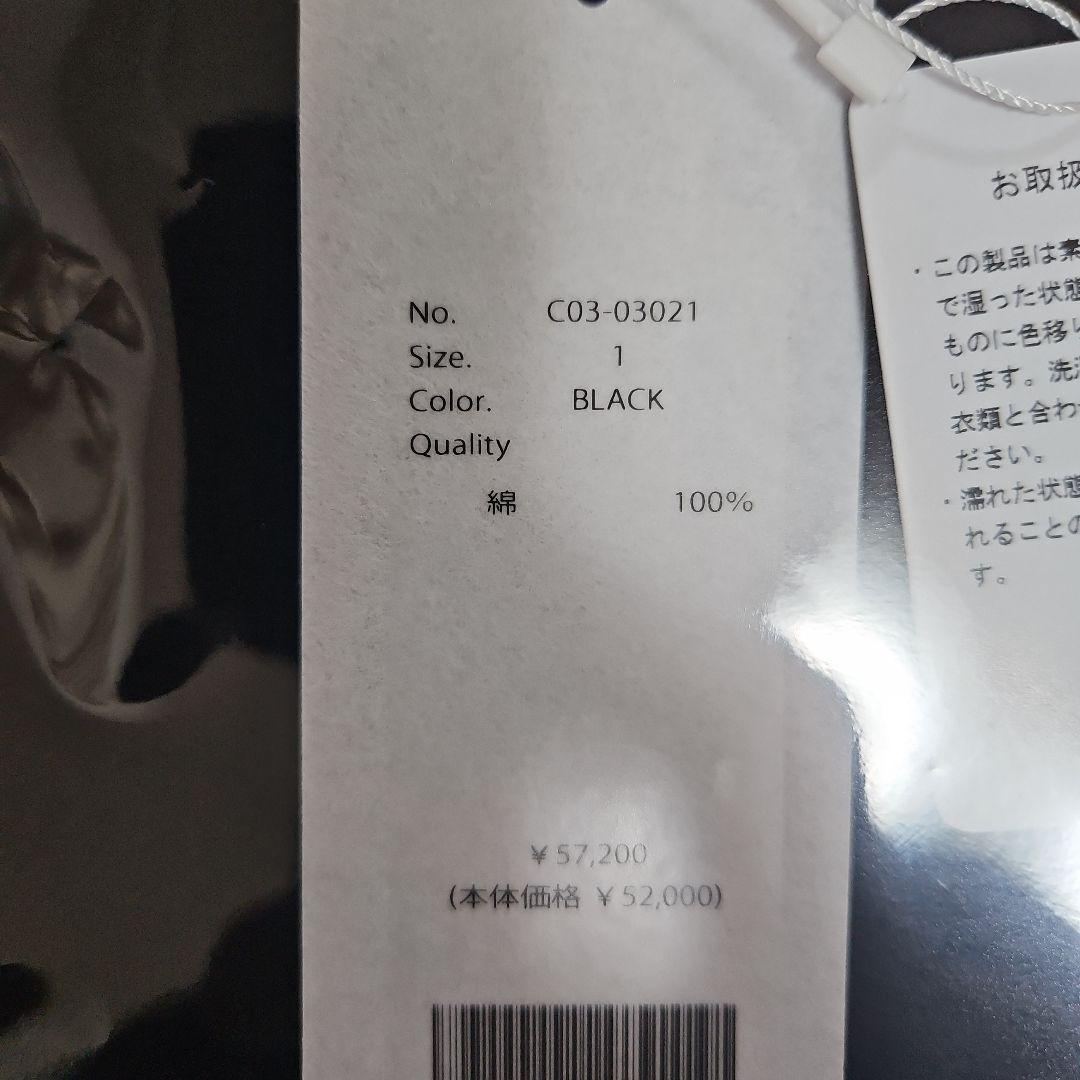 No. C03-03021
Size. 1
Color. BLACK
Quality
綿 100%
¥57,200
(本体価格 ¥52,000)
お取扱
・この製品は素
で湿った状態
ものに色移り
ります。洗濯
衣類と合わ
ださい。
・濡れた状態
れることの
す。